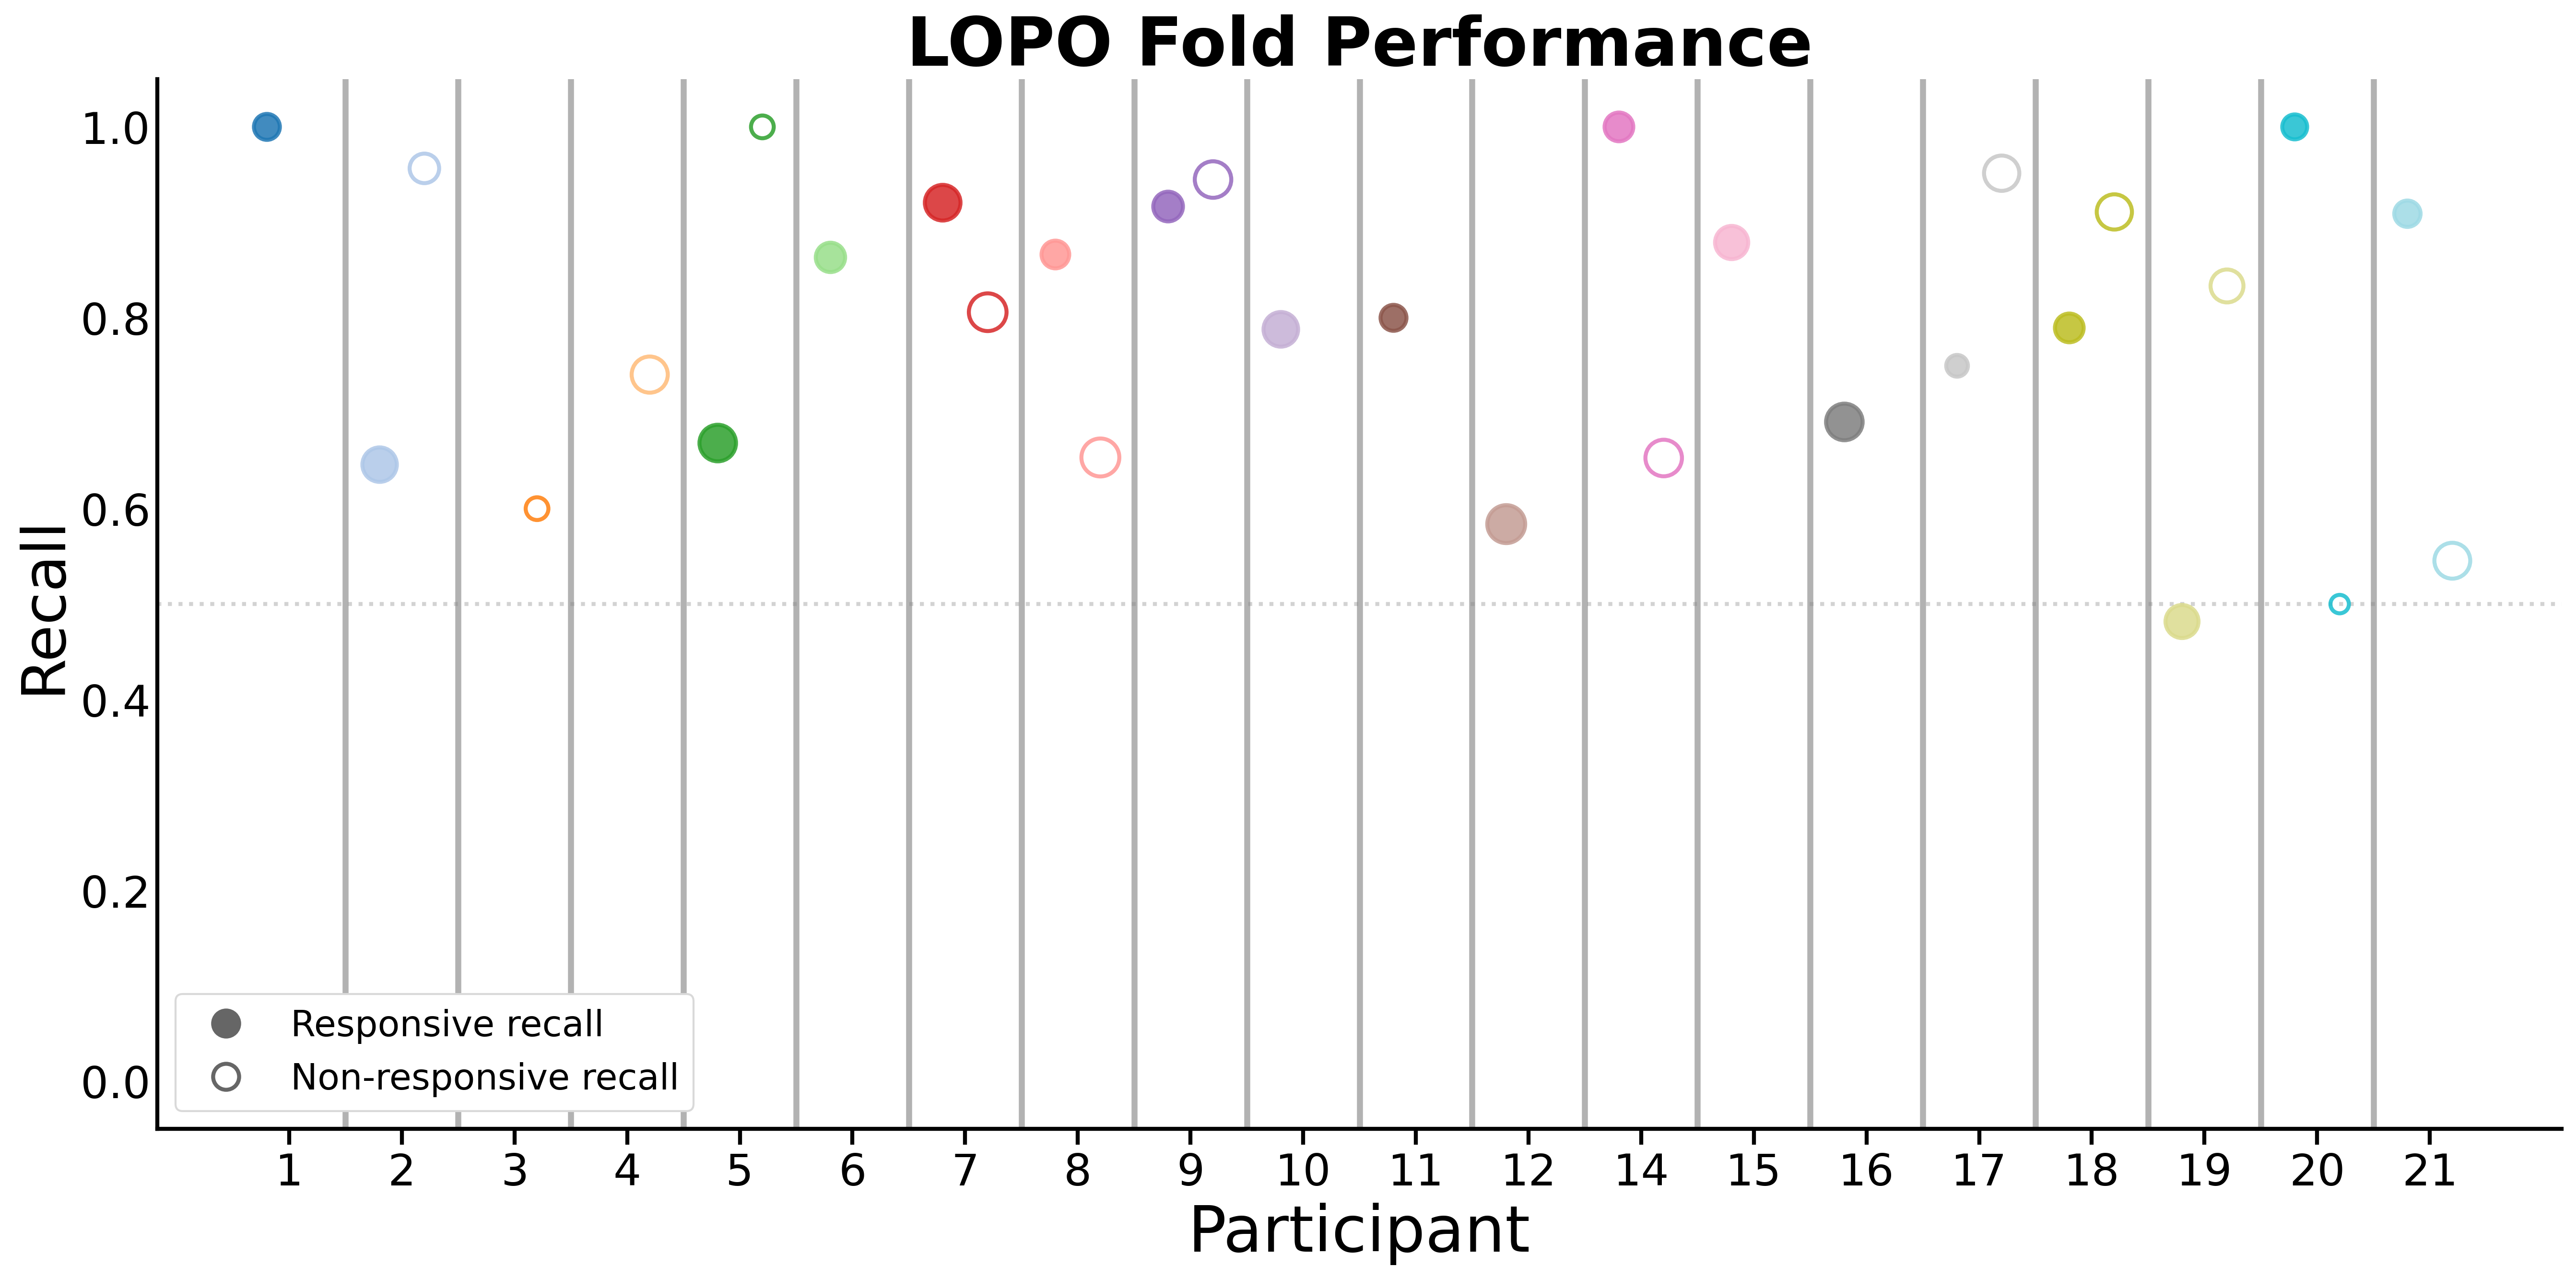 LOPO Fold Performance
1.0
0.8
0.6
0.4
0.2
0.0
Recall
Responsive recall
Non-responsive recall
1 2 3 4 5 6 7 8 9 10 11 12 14 15 16 17 18 19 20 21
Participant